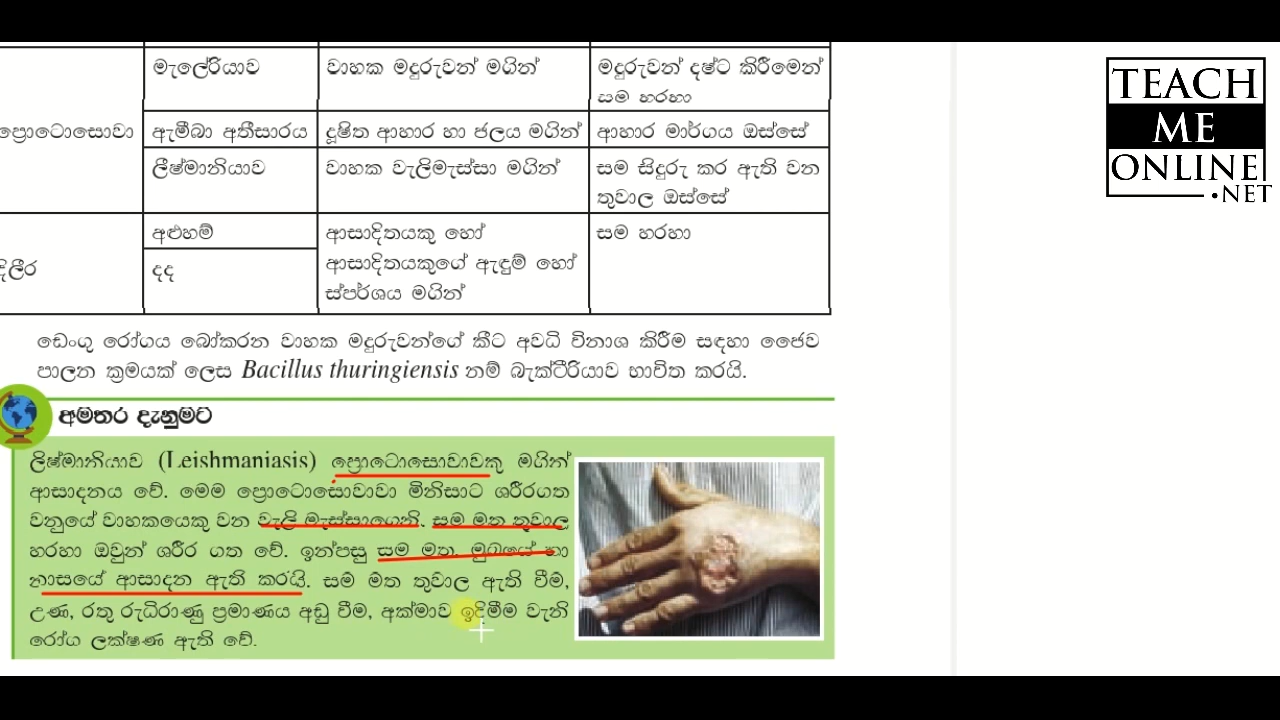 මැලේරියාව
වාහක මදුරුවන් මගින්
මදුරුවන් දෂ්ට කිරීමෙන්
සම හරහා
ප්‍රොටොසොවා
ඇමීබා අතීසාරය
දූෂිත ආහාර හා ජලය මගින්
ආහාර මාර්ගය ඔස්සේ
ලීෂ්මානියාව
වාහක වැලිමැස්සා මගින්
සම සිදුරු කර ඇති වන
තුවාල ඔස්සේ
දිලීර
අළුහම්
ආසාදිතයකු හෝ
සම හරහා
දද
ආසාදිතයකුගේ ඇඳුම් හෝ
ස්පර්ශය මගින්
ඩෙංගු රෝගය බෝකරන වාහක මදුරුවන්ගේ කීට අවධි විනාශ කිරීම සඳහා ජෛව
පාලන ක්‍රමයක් ලෙස Bacillus thuringiensis නම් බැක්ටීරියාව භාවිත කරයි.
අමතර දැනුමට
ලිෂ්මානියාව (Leishmaniasis) ප්‍රොටොසොවාවකු මගින්
ආසාදනය වේ. මෙම ප්‍රොටොසොවාවා මිනිසාට ශරීරගත
වනුයේ වාහකයෙකු වන වැලි මැස්සාගෙනි. සම මත තුවාල
හරහා ඔවුන් ශරීර ගත වේ. ඉන්පසු සම මත, මුඛයේ හා
නාසයේ ආසාදන ඇති කරයි. සම මත තුවාල ඇති වීම,
උණ, රතු රුධිරාණු ප්‍රමාණය අඩු වීම, අක්මාව ඉදිමීම වැනි
රෝග ලක්ෂණ ඇති වේ.
TEACH
ME
ONLINE
.NET